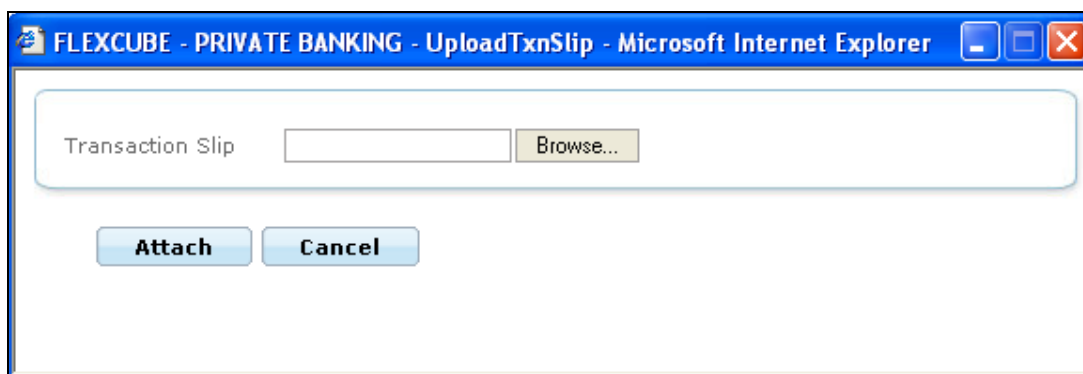 FLEXCUBE - PRIVATE BANKING - UploadTxnSlip - Microsoft Internet Explorer
Transaction Slip Browse...
Attach Cancel